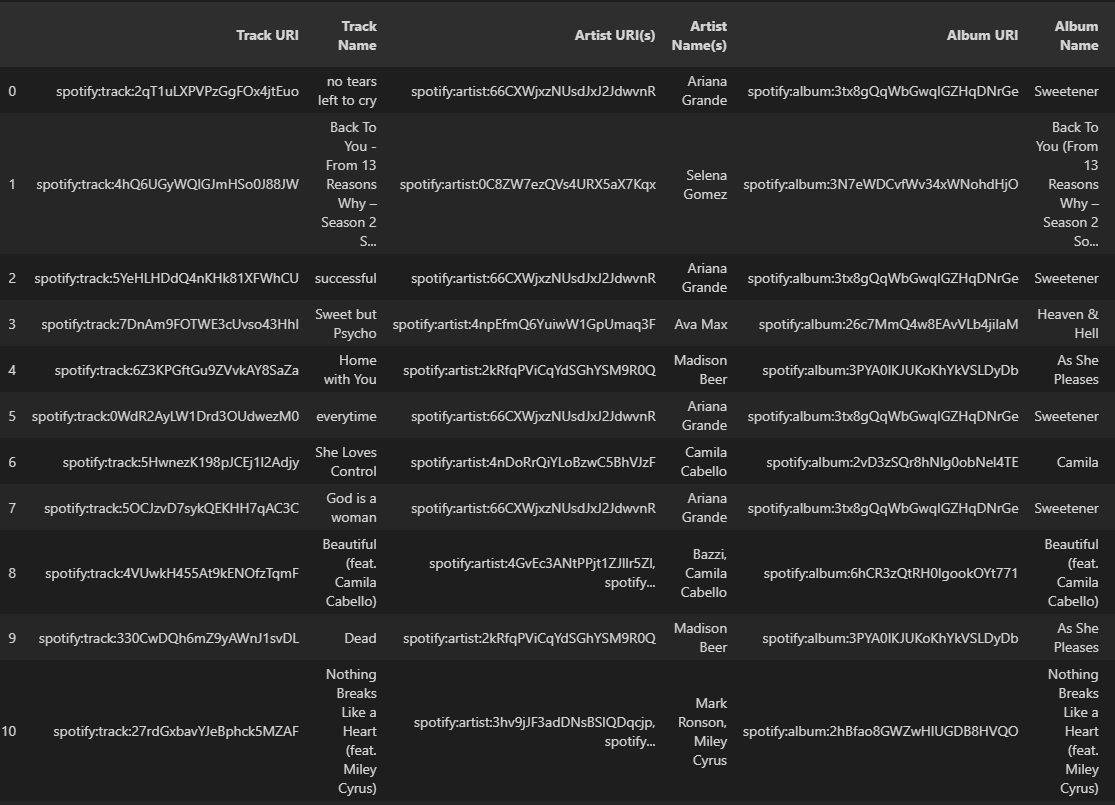 Track URI Track Name Artist URI(s) Artist Name(s) Album URI Album Name
0 spotify:track:2qT1uLXPVPzGgFOx4jtEuo no tears left to cry spotify:artist:66CXWjxzNUsdJxJ2JdwvnR Ariana Grande spotify:album:3tx8gQqWbGwqIGZHqDNrGe Sweetener
1 spotify:track:4hQ6UGyWQIGJmHSo0J88JW Back To You - From 13 Reasons Why – Season 2 S... spotify:artist:0C8ZW7ezQVs4URX5aX7Kqx Selena Gomez spotify:album:3N7eWDCvfWv34xWNohdHjO Back To You (From 13 Reasons Why – Season 2 So...
2 spotify:track:5YeHLHDdQ4nKHk81XFWhCU successful spotify:artist:66CXWjxzNUsdJxJ2JdwvnR Ariana Grande spotify:album:3tx8gQqWbGwqIGZHqDNrGe Sweetener
3 spotify:track:7DnAm9FOTWE3cUvso43HhI Sweet but Psycho spotify:artist:4npEfmQ6YuiwW1GpUmaq3F Ava Max spotify:album:26c7MmQ4w8EAvVLb4jilaM Heaven & Hell
4 spotify:track:6Z3KPGftGu9ZVvkAY8SaZa Home with You spotify:artist:2kRfqPViCqYdSGhYSM9R0Q Madison Beer spotify:album:3PYA0IKJUKoKhYkVSLDyDb As She Pleases
5 spotify:track:0WdR2AyLW1Drd3OUdwezM0 everytime spotify:artist:66CXWjxzNUsdJxJ2JdwvnR Ariana Grande spotify:album:3tx8gQqWbGwqIGZHqDNrGe Sweetener
6 spotify:track:5HwnezK198pJCEj1I2Adjy She Loves Control spotify:artist:4nDoRrQiYLoBzwC5BhVJzF Camila Cabello spotify:album:2vD3zSQr8hNlg0obNel4TE Camila
7 spotify:track:5OCJzvD7sykQEKHH7qAC3C God is a woman spotify:artist:66CXWjxzNUsdJxJ2JdwvnR Ariana Grande spotify:album:3tx8gQqWbGwqIGZHqDNrGe Sweetener
8 spotify:track:4VUwkH455At9kENOfzTqmF Beautiful (feat. Camila Cabello) spotify:artist:4GvEc3ANtPPjt1ZJllr5Zl, spotify... Bazzi, Camila Cabello spotify:album:6hCR3zQtRH0IgookOYt771 Beautiful (feat. Camila Cabello)
9 spotify:track:330CwDQh6mZ9yAWnJ1svDL Dead spotify:artist:2kRfqPViCqYdSGhYSM9R0Q Madison Beer spotify:album:3PYA0IKJUKoKhYkVSLDyDb As She Pleases
10 spotify:track:27rdGxbavYJeBphck5MZAF Nothing Breaks Like a Heart (feat. Miley Cyrus) spotify:artist:3hv9jJF3adDNsBSIQDqcjp, spotify... Mark Ronson, Miley Cyrus spotify:album:2hBfao8GWZwHIUGDB8HVQO Nothing Breaks Like a Heart (feat. Miley Cyrus)